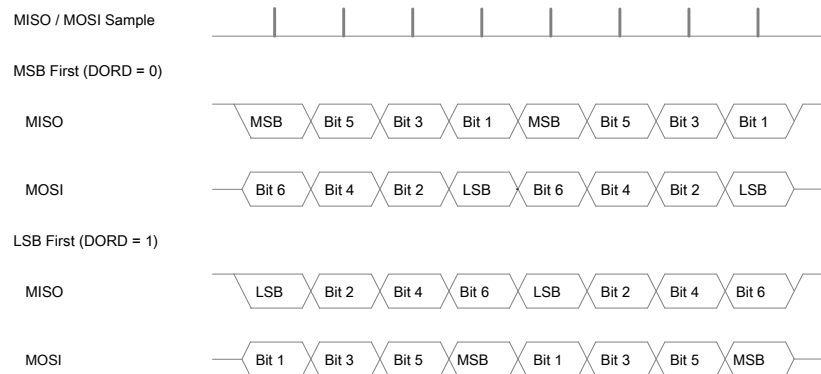 MISO / MOSI Sample
MSB First (DORD = 0)
MISO MSB Bit 5 Bit 3 Bit 1 MSB Bit 5 Bit 3 Bit 1
MOSI Bit 6 Bit 4 Bit 2 LSB Bit 6 Bit 4 Bit 2 LSB
LSB First (DORD = 1)
MISO LSB Bit 2 Bit 4 Bit 6 LSB Bit 2 Bit 4 Bit 6
MOSI Bit 1 Bit 3 Bit 5 MSB Bit 1 Bit 3 Bit 5 MSB